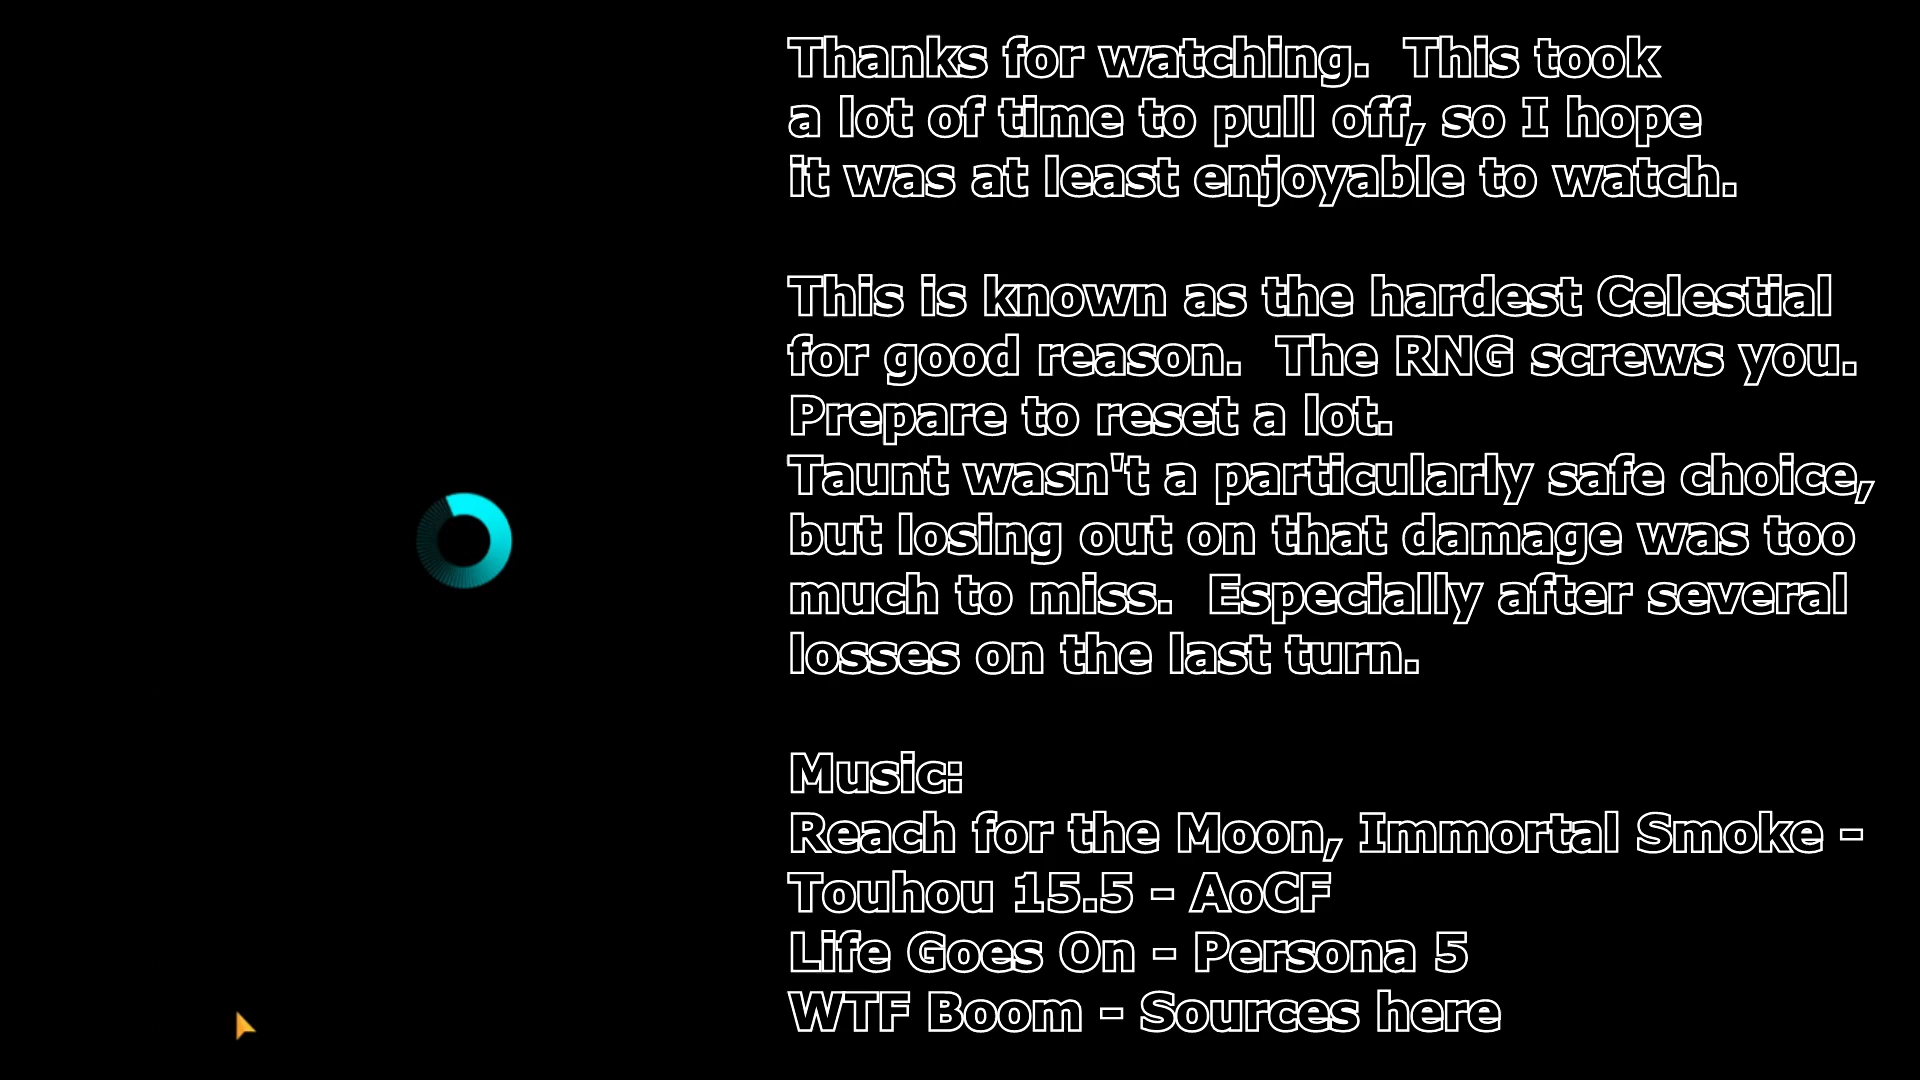 Thanks for watching.  This took
a lot of time to pull off, so I hope
it was at least enjoyable to watch.
This is known as the hardest Celestial
for good reason.  The RNG screws you.
Prepare to reset a lot.
Taunt wasn't a particularly safe choice,
but losing out on that damage was too
much to miss.  Especially after several
losses on the last turn.
Music:
Reach for the Moon, Immortal Smoke -
Touhou 15.5 - AoCF
Life Goes On - Persona 5
WTF Boom - Sources here